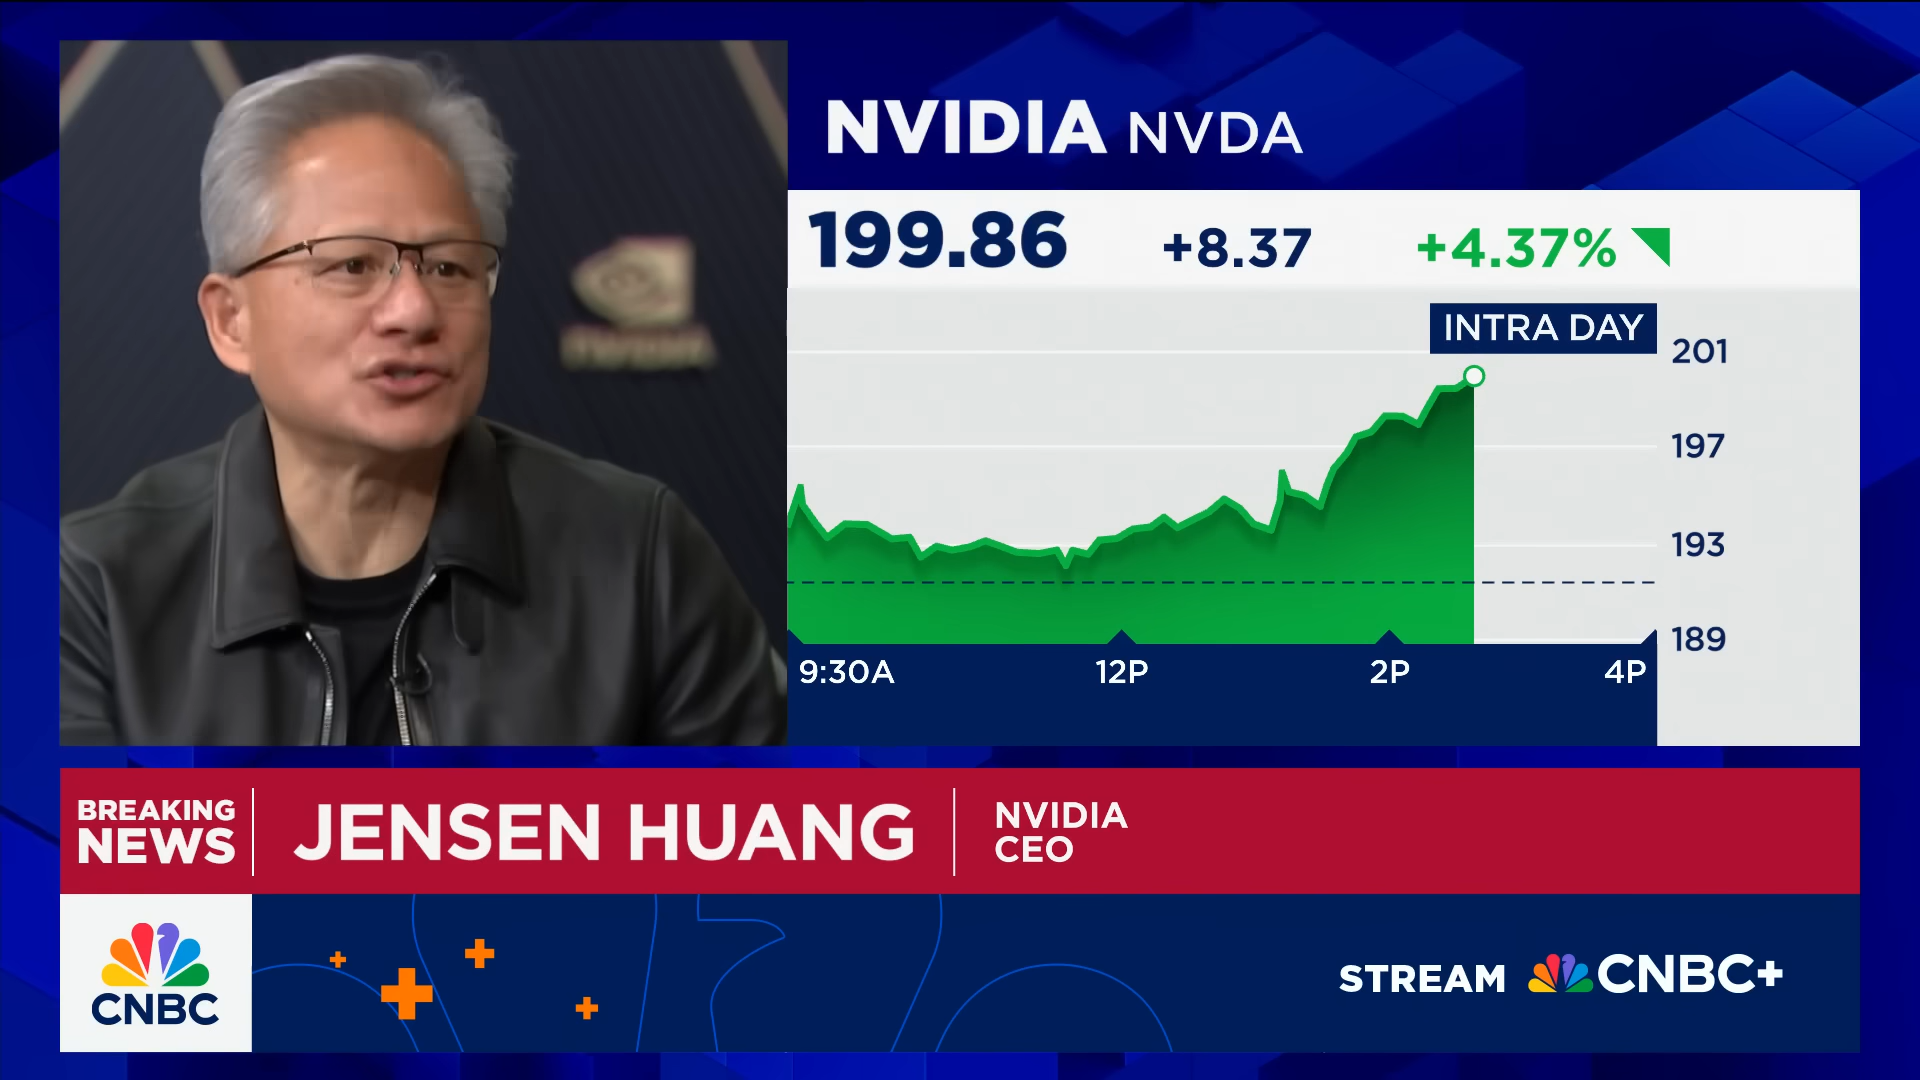 NVIDIA NVDA
199.86 +8.37 +4.37%
INTRA DAY
201
197
193
189
9:30A 12P 2P 4P
NVIDIA
BREAKING NEWS
JENSEN HUANG
NVIDIA
CEO
CNBC
STREAM CNBC+